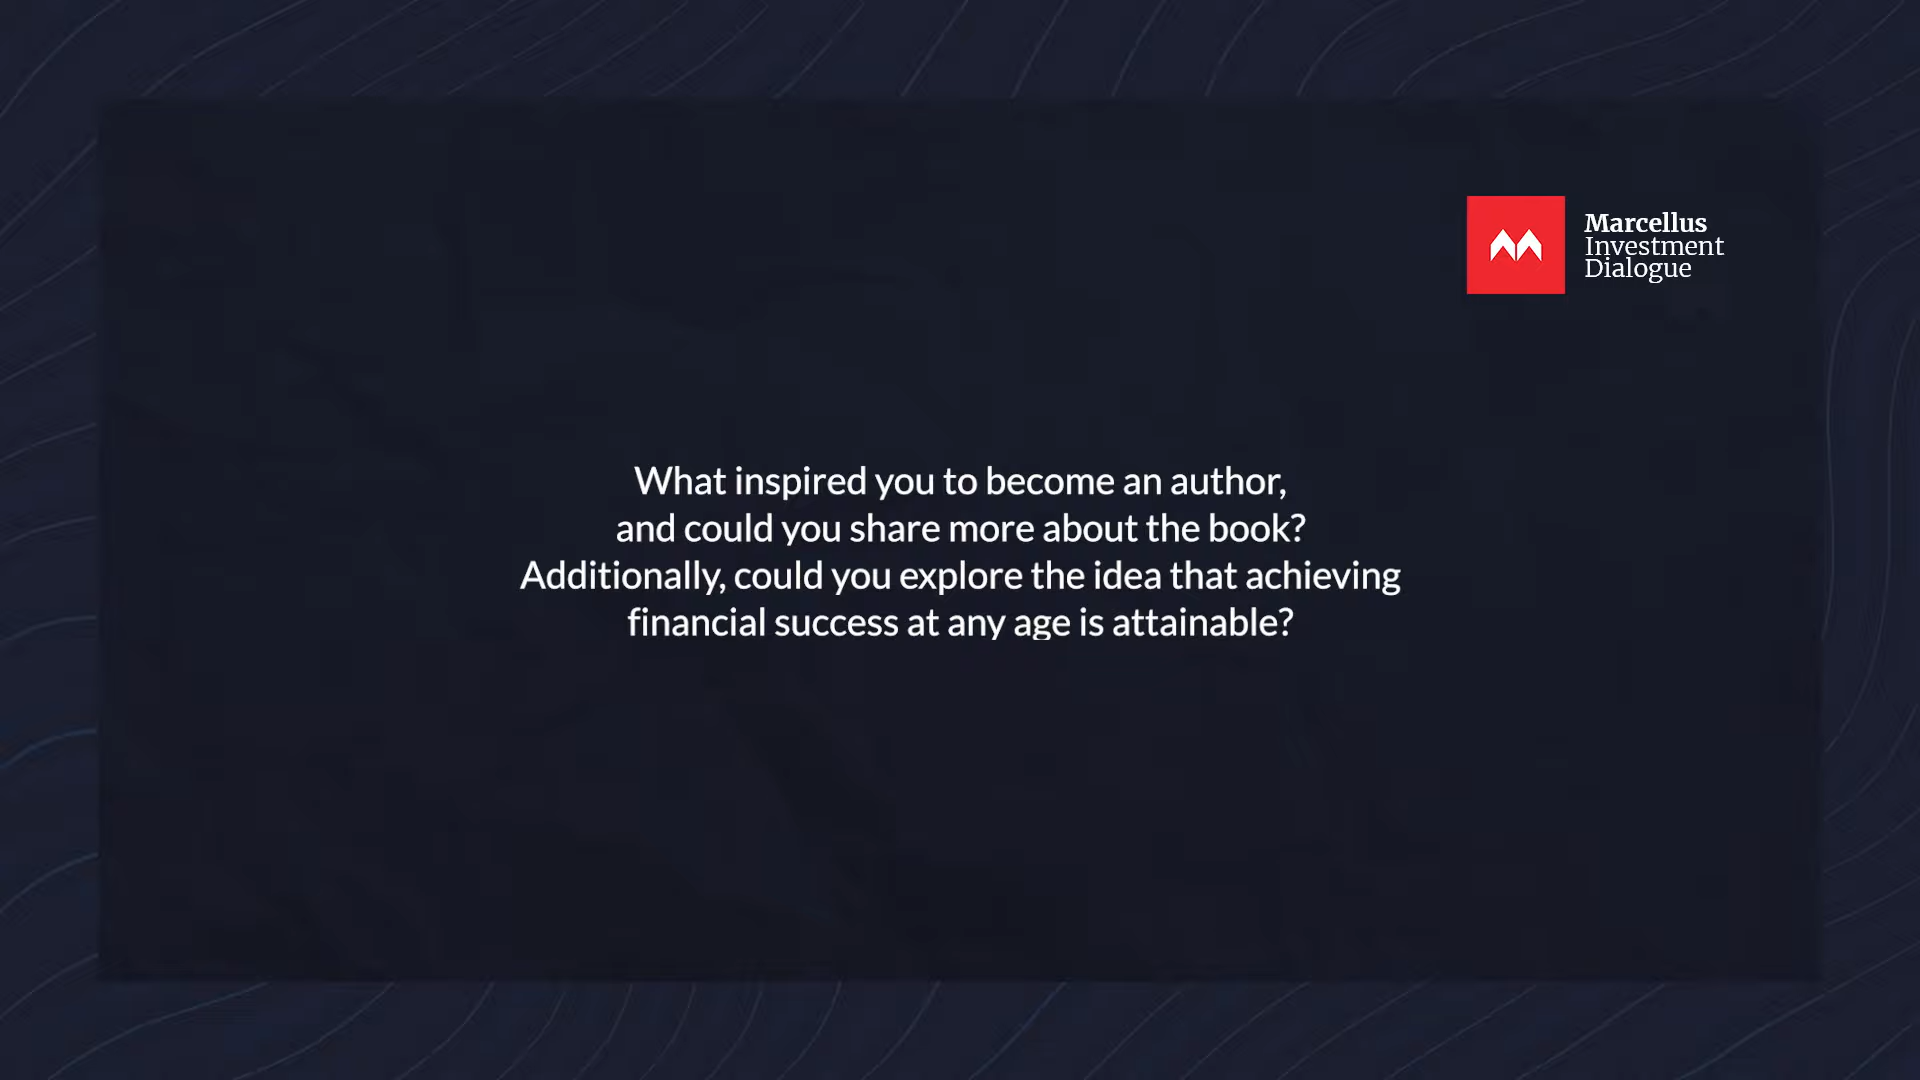 Marcellus
Investment
Dialogue
What inspired you to become an author,
and could you share more about the book?
Additionally, could you explore the idea that achieving
financial success at any age is attainable?